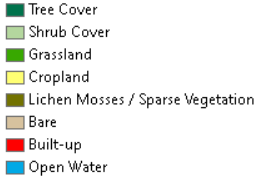 Tree Cover
Shrub Cover
Grassland
Cropland
Lichen Mosses / Sparse Vegetation
Bare
Built-up
Open Water